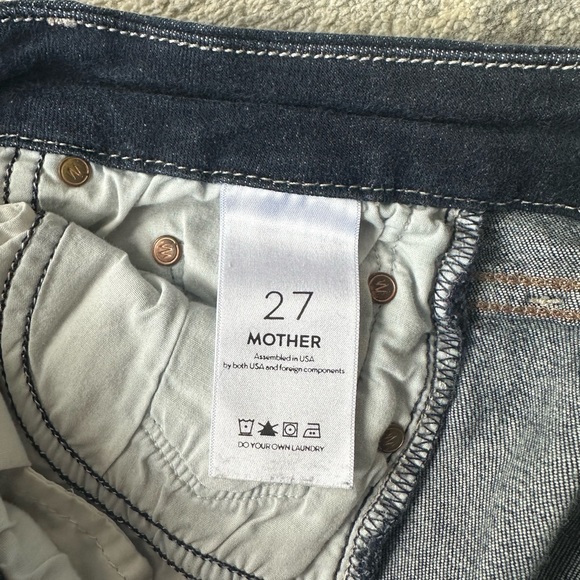 27
MOTHER
Assembled in USA
by both USA and foreign components
DO YOUR OWN LAUNDRY